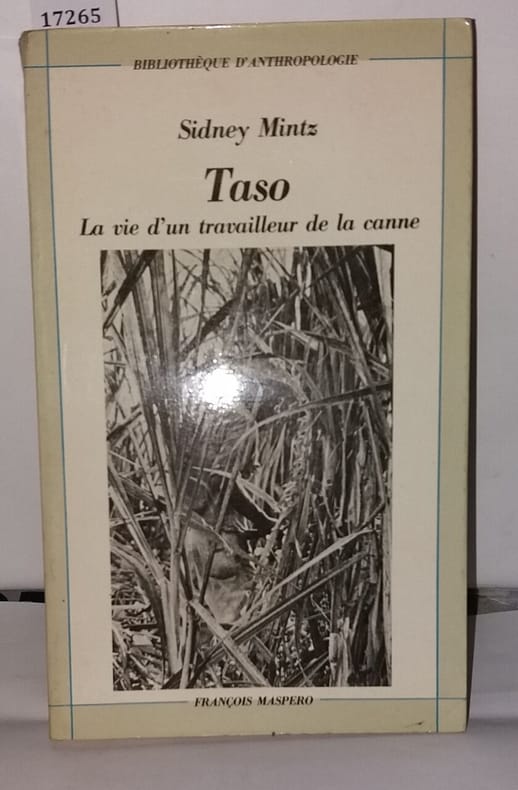 17265
BIBLIOTHÈQUE D'ANTHROPOLOGIE
Sidney Mintz
Taso
La vie d'un travailleur de la canne
FRANÇOIS MASPERO